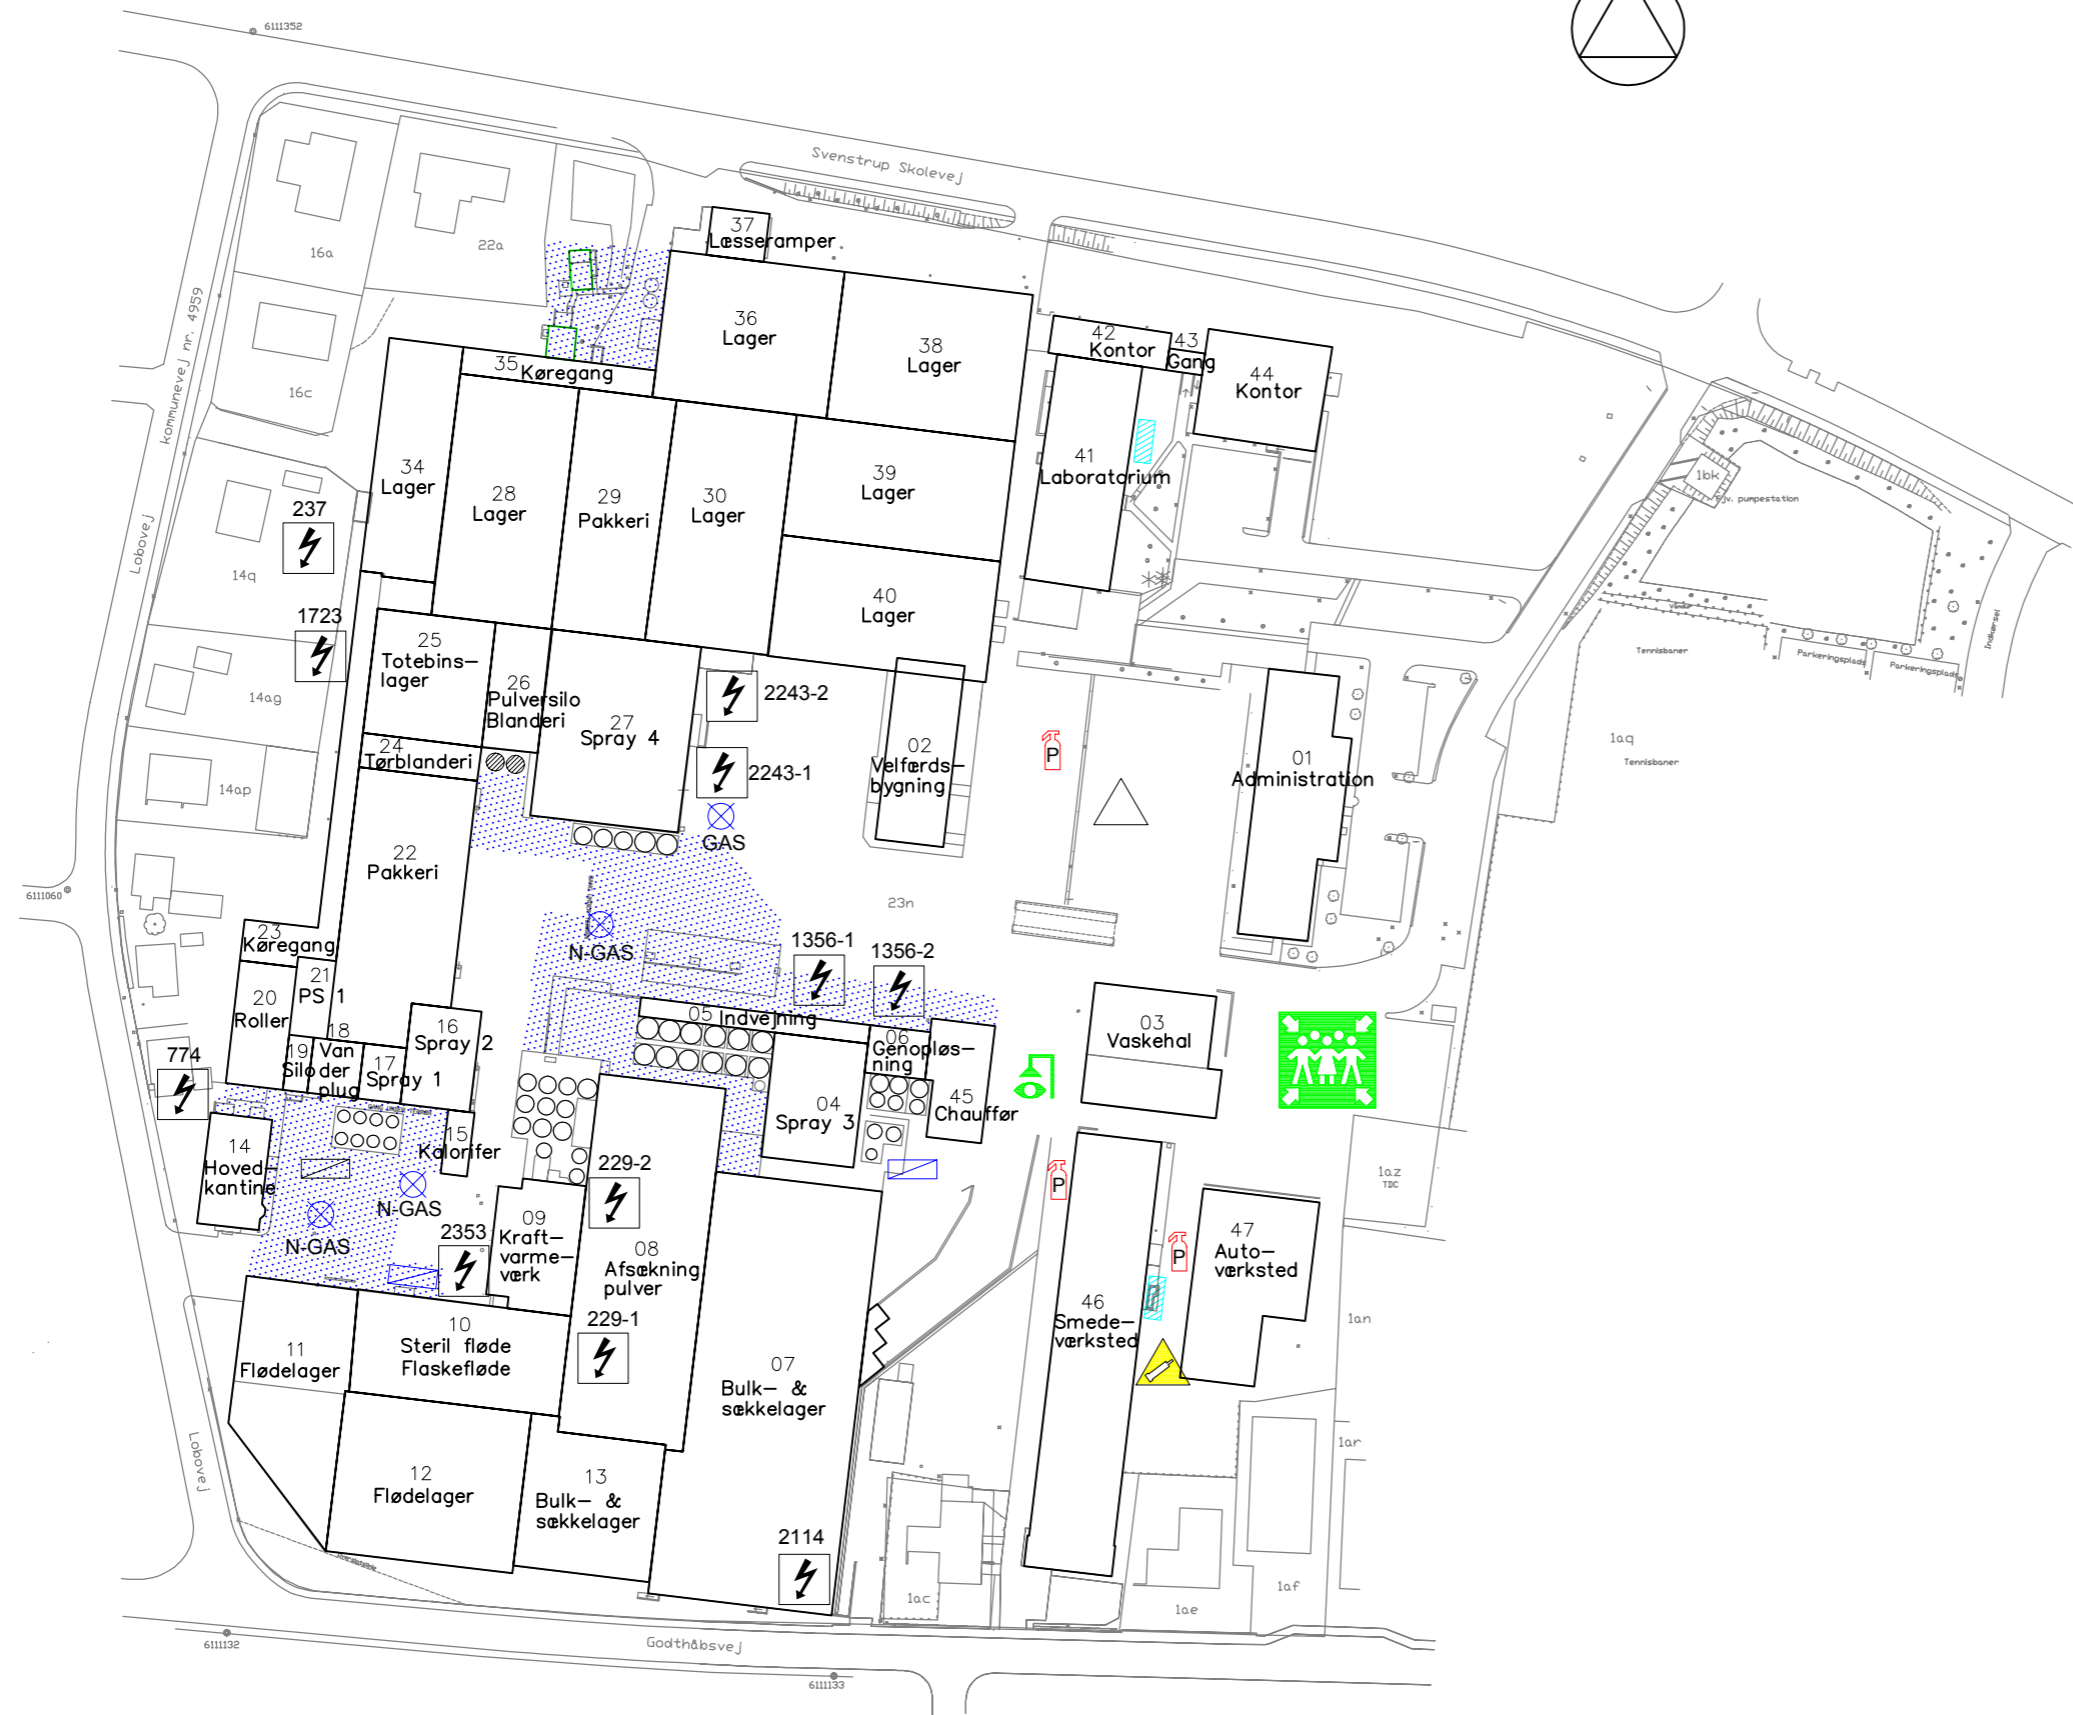 6111352
Svenstrup Skolevej
kommunevej nr. 4959
Lobovej
16a
22a
16c
14q
14ag
14ap
37
Læsseramper
36
Lager
38
Lager
35
Køregang
42
Kontor
43
Gang
44
Kontor
34
Lager
28
Lager
29
Pakkeri
30
Lager
39
Lager
41
Laboratorium
40
Lager
237
1723
1bk
pumpestation
Tennisbaner
Parkeringsplads
Parkeringsplads
Indkørsel
1aq
Tennisbaner
25
Totebins-
lager
26
Pulversilo
Blanderi
27
Spray 4
2243-2
2243-1
GAS
24
Tørblanderi
02
Velfærds-
bygning
P
01
Administration
22
Pakkeri
6111060
23n
23
Køregang
N-GAS
1356-1
1356-2
21
PS 1
20
Roller
05
Indvejning
06
Genopløs-
ning
03
Vaskehal
16
Spray 2
18
Van
der
plug
19
Silo
17
Spray 1
774
04
Spray 3
45
Chauffør
15
Kalorifer
14
Hoved-
kantine
N-GAS
N-GAS
229-2
2353
09
Kraft-
varme-
værk
08
Afsækning
pulver
229-1
P
P
47
Auto-
værksted
1az
TDC
1an
46
Smede-
værksted
11
Flødelager
10
Steril fløde
Flaskefløde
07
Bulk- &
sækkelager
12
Flødelager
13
Bulk- &
sækkelager
2114
Lobovej
1ar
1af
1ac
1ae
6111132
Godthåbsvej
6111133